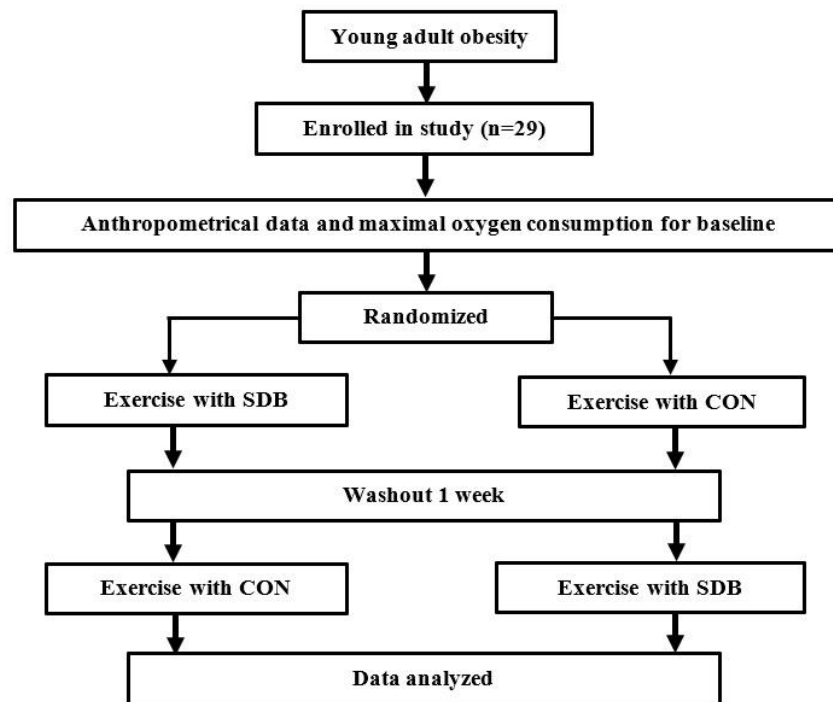 Young adult obesity
Enrolled in study (n=29)
Anthropometrical data and maximal oxygen consumption for baseline
Randomized
Exercise with SDB
Exercise with CON
Washout 1 week
Exercise with CON
Exercise with SDB
Data analyzed